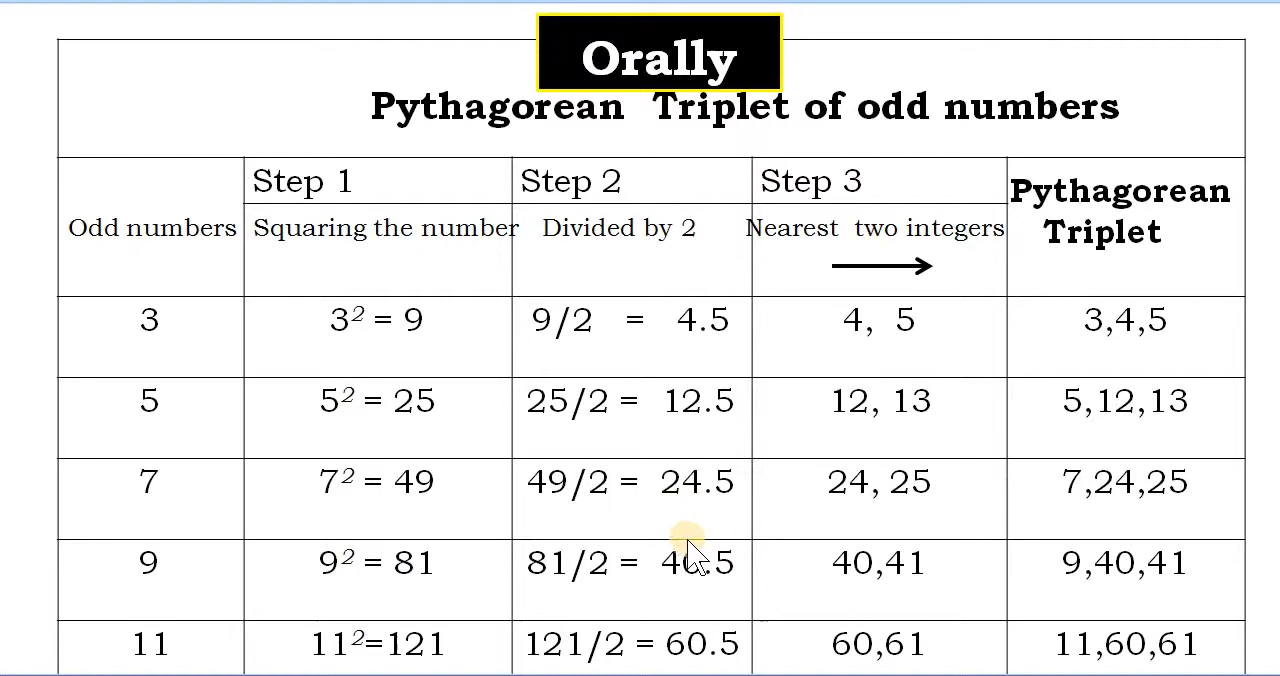 Orally
Pythagorean Triplet of odd numbers
Step 1 Step 2 Step 3 Pythagorean Triplet
Odd numbers Squaring the number Divided by 2 Nearest two integers
3 3² = 9 9/2 = 4.5 4, 5 3,4,5
5 5² = 25 25/2 = 12.5 12, 13 5,12,13
7 7² = 49 49/2 = 24.5 24, 25 7,24,25
9 9² = 81 81/2 = 40.5 40,41 9,40,41
11 11²=121 121/2 = 60.5 60,61 11,60,61